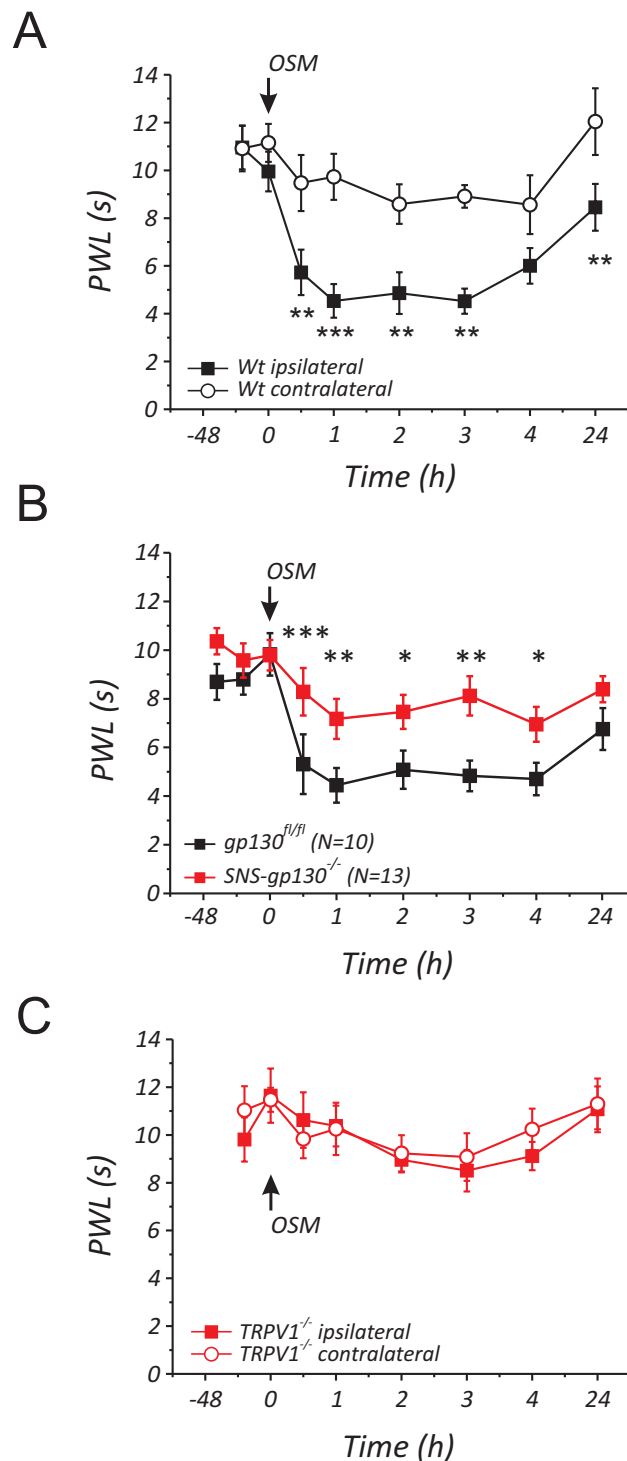 A
OSM
14
12
10
8
6
4
2
0
PWL (s)
**
***
**
**
**
Wt ipsilateral
Wt contralateral
-48 0 1 2 3 4 24
Time (h)
B
OSM
14
12
10
8
6
4
2
0
PWL (s)
***
**
*
**
*
gp130fl/fl (N=10)
SNS-gp130-/- (N=13)
-48 0 1 2 3 4 24
Time (h)
C
14
12
10
8
6
4
2
0
PWL (s)
OSM
TRPV1-/- ipsilateral
TRPV1-/- contralateral
-48 0 1 2 3 4 24
Time (h)